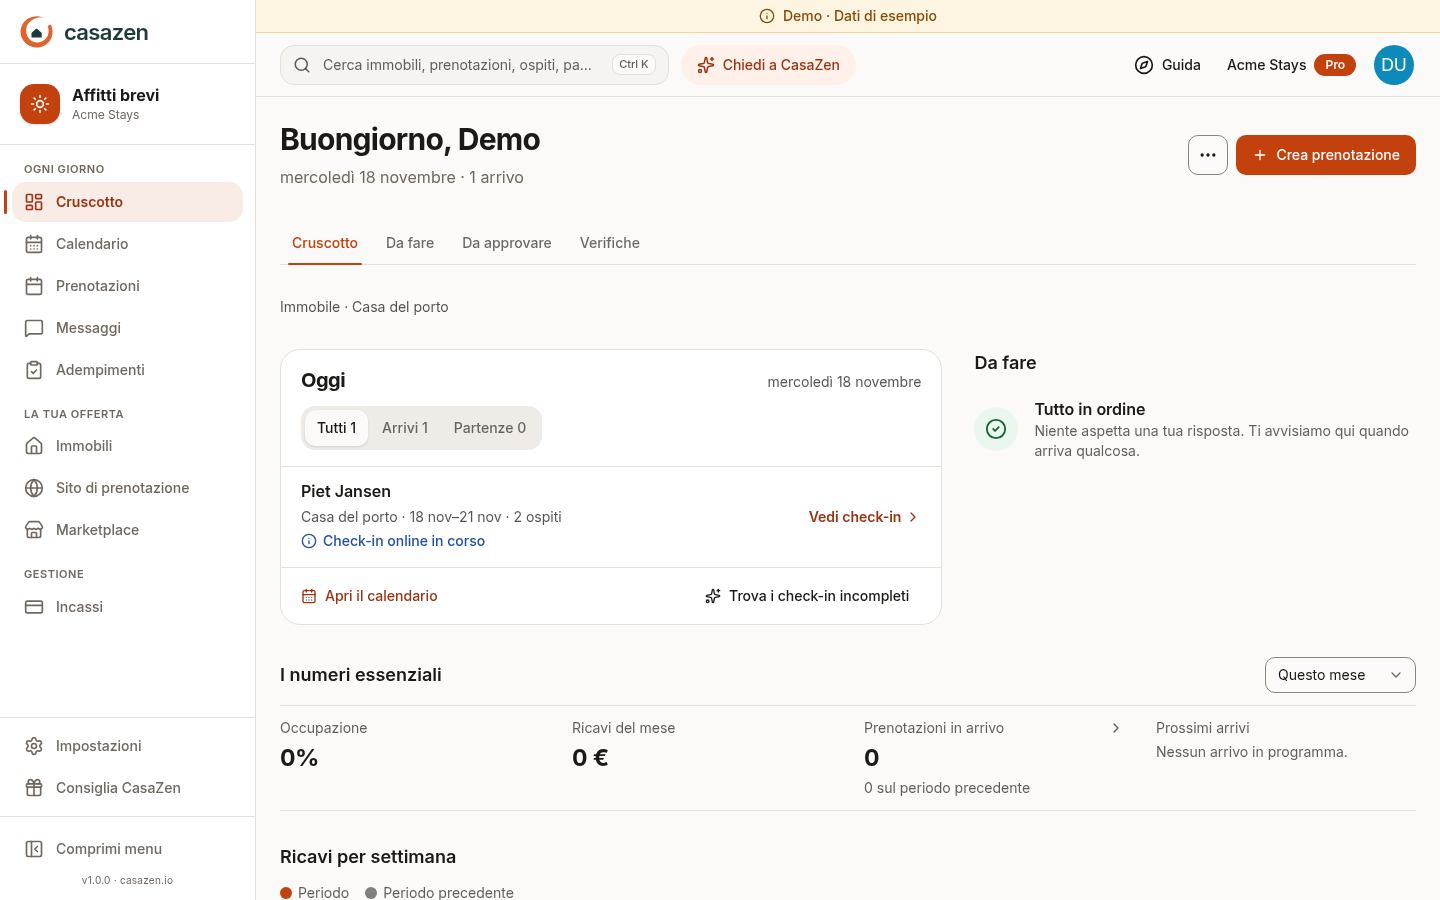 Demo · Dati di esempio
casazen
Cerca immobili, prenotazioni, ospiti, pa...
Ctrl K
Chiedi a CasaZen
Guida
Acme Stays
Pro
DU
Affitti brevi
Acme Stays
OGNI GIORNO
Cruscotto
Calendario
Prenotazioni
Messaggi
Adempimenti
LA TUA OFFERTA
Immobili
Sito di prenotazione
Marketplace
GESTIONE
Incassi
Impostazioni
Consiglia CasaZen
Comprimi menu
v1.0.0 · casazen.io
Buongiorno, Demo
mercoledì 18 novembre · 1 arrivo
Crea prenotazione
Cruscotto
Da fare
Da approvare
Verifiche
Immobile · Casa del porto
Oggi
mercoledì 18 novembre
Tutti 1
Arrivi 1
Partenze 0
Piet Jansen
Casa del porto · 18 nov–21 nov · 2 ospiti
Check-in online in corso
Vedi check-in
Apri il calendario
Trova i check-in incompleti
Da fare
Tutto in ordine
Niente aspetta una tua risposta. Ti avvisiamo qui quando
arriva qualcosa.
I numeri essenziali
Questo mese
Occupazione
0%
Ricavi del mese
0 €
Prenotazioni in arrivo
0
0 sul periodo precedente
Prossimi arrivi
Nessun arrivo in programma.
Ricavi per settimana
Periodo
Periodo precedente